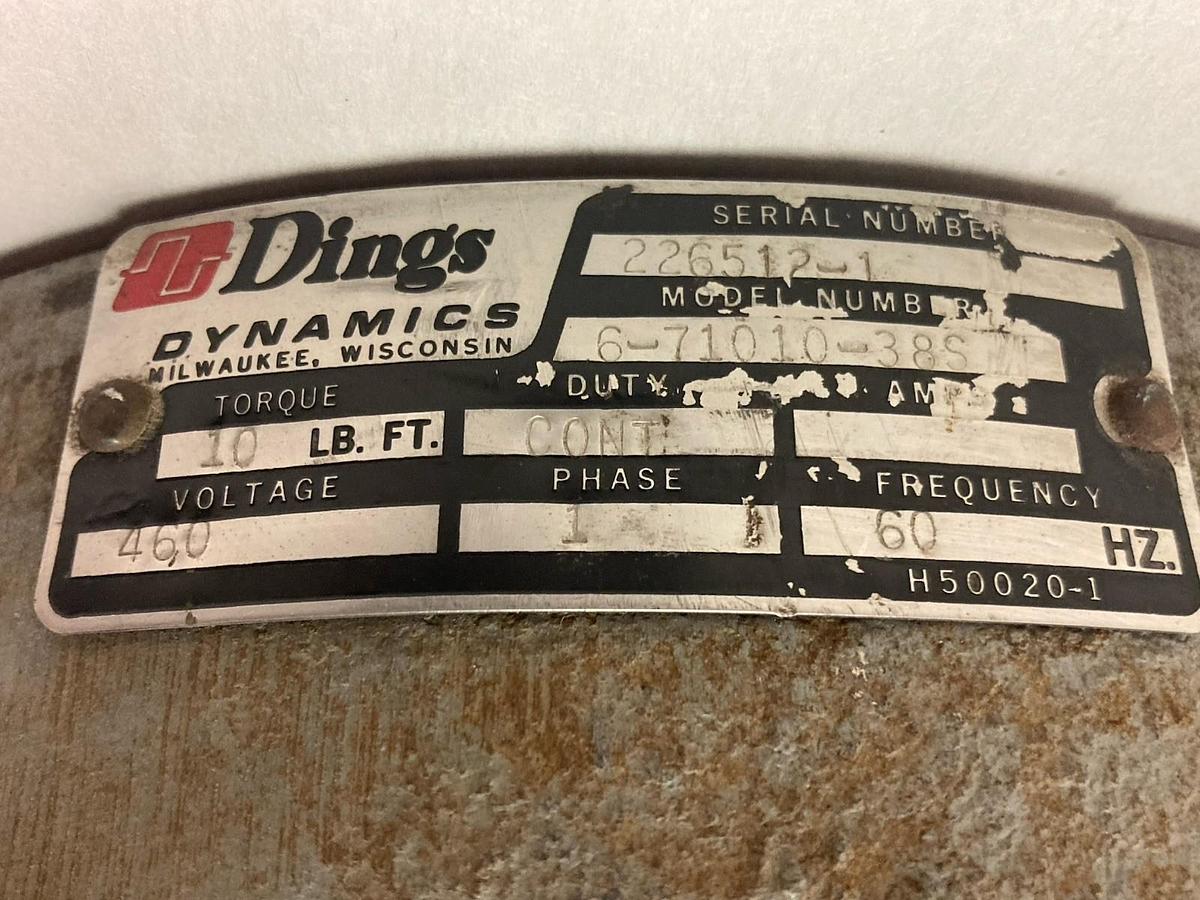 Dings
DYNAMICS
MILWAUKEE, WISCONSIN
SERIAL NUMBER
226512-1
MODEL NUMBER
6-71010-38S
TORQUE
10 LB. FT.
DUTY
CONT
AMPS
VOLTAGE
460
PHASE
1
FREQUENCY
60 HZ.
H50020-1